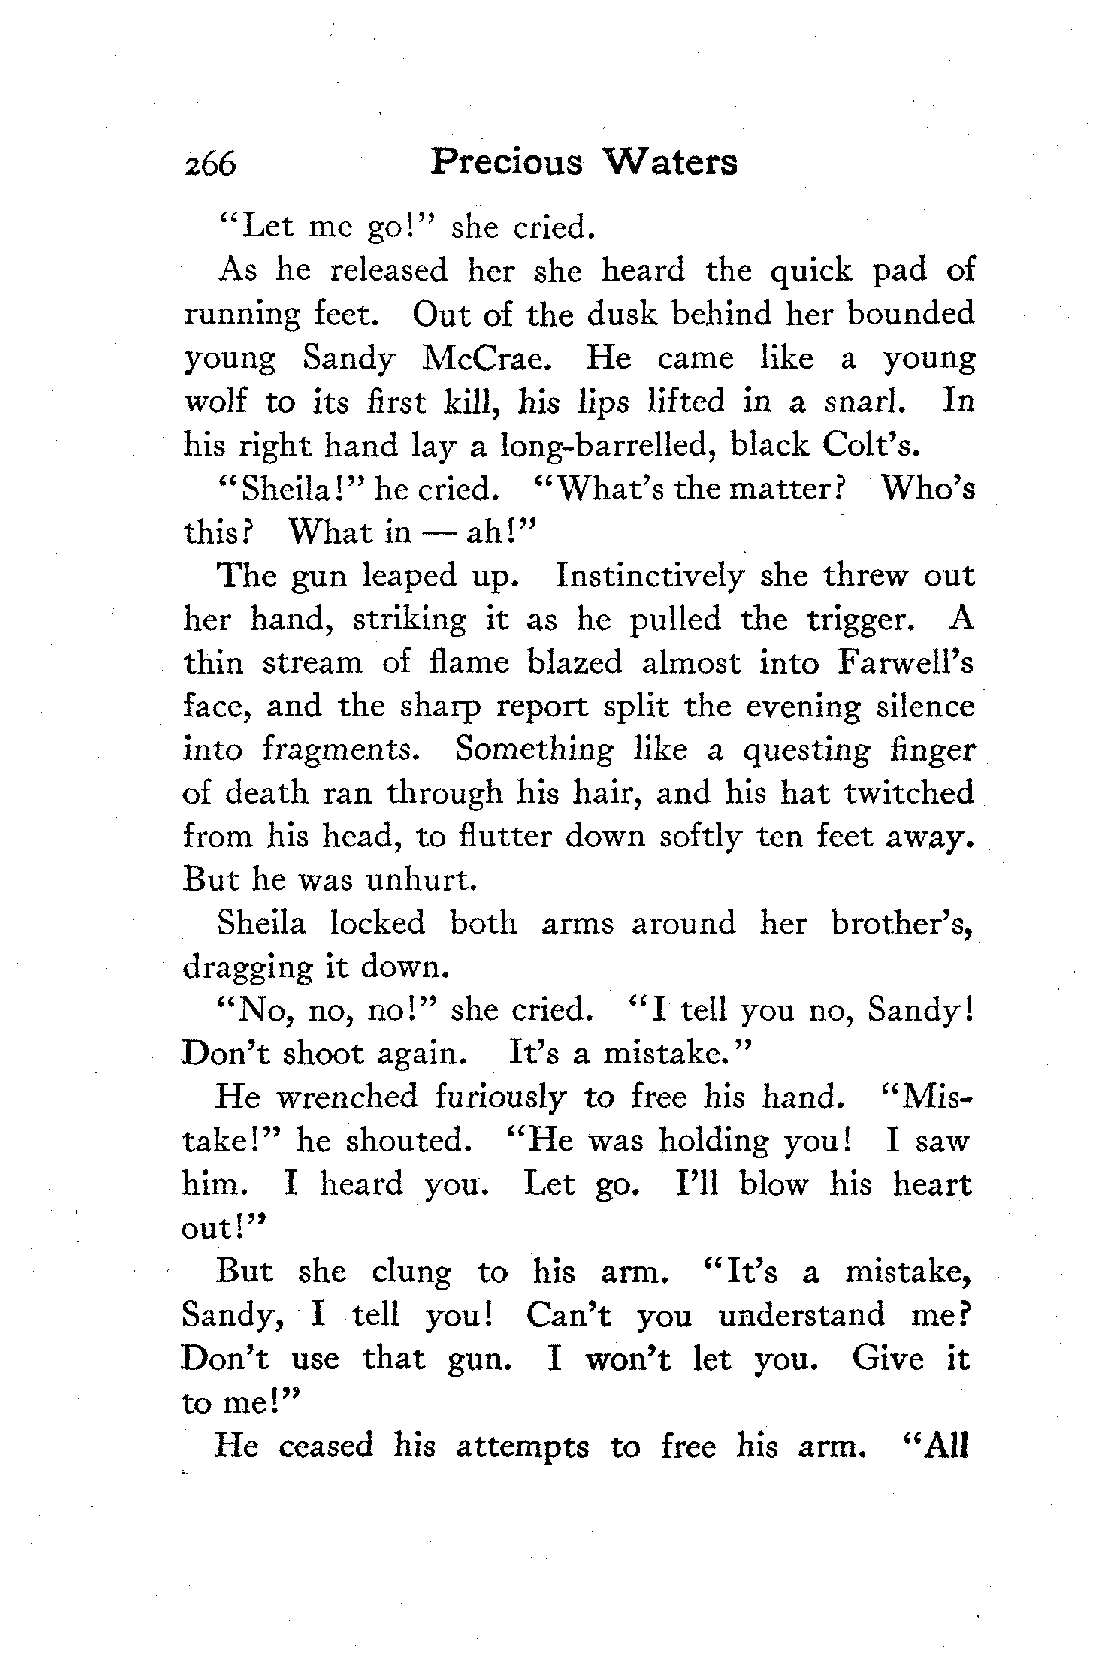 266 Precious Waters
“Let me go!” she cried.
As he released her she heard the quick pad of
running feet. Out of the dusk behind her bounded
young Sandy McCrae. He came like a young
wolf to its first kill, his lips lifted in a snarl. In
his right hand lay a long-barrelled, black Colt’s.
“Sheila!” he cried. “What’s the matter? Who’s
this? What in — ah!”
The gun leaped up. Instinctively she threw out
her hand, striking it as he pulled the trigger. A
thin stream of flame blazed almost into Farwell’s
face, and the sharp report split the evening silence
into fragments. Something like a questing finger
of death ran through his hair, and his hat twitched
from his head, to flutter down softly ten feet away.
But he was unhurt.
Sheila locked both arms around her brother’s,
dragging it down.
“No, no, no!” she cried. “I tell you no, Sandy!
Don’t shoot again. It’s a mistake.”
He wrenched furiously to free his hand. “Mis-
take!” he shouted. “He was holding you! I saw
him. I heard you. Let go. I’ll blow his heart
out!”
But she clung to his arm. “It’s a mistake,
Sandy, I tell you! Can’t you understand me?
Don’t use that gun. I won’t let you. Give it
to me!”
He ceased his attempts to free his arm. “All